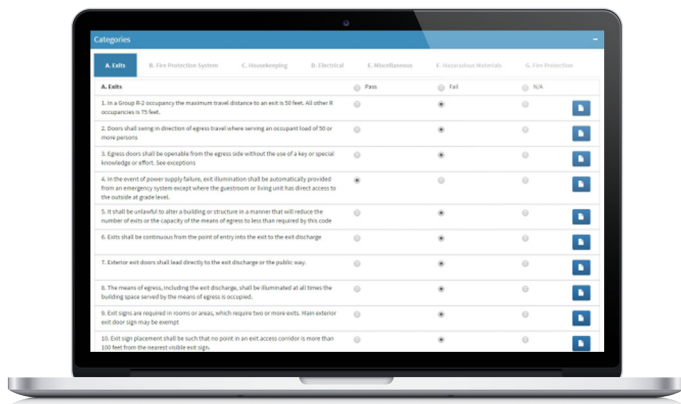 Categories
A. Exits B. Fire Protection System C. Housekeeping D. Electrical E. Miscellaneous F. Hazardous Materials G. Fire Protection
A. Exits Pass Fail N/A
1. In a Group R-2 occupancy the maximum travel distance to an exit is 50 feet. All other R
occupancies is 75 feet.
2. Doors shall swing in direction of egress travel where serving an occupant load of 50 or
more persons
3. Egress doors shall be openable from the egress side without the use of a key or special
knowledge or effort. See exceptions
4. In the event of power supply failure, exit illumination shall be automatically provided
from an emergency system except where the guestroom or living unit has direct access to
the outside at grade level.
5. It shall be unlawful to alter a building or structure in a manner that will reduce the
number of exits or the capacity of the means of egress to less than required by this code
6. Exits shall be continuous from the point of entry into the exit to the exit discharge
7. Exterior exit doors shall lead directly to the exit discharge or the public way.
8. The means of egress, including the exit discharge, shall be illuminated at all times the
building space served by the means of egress is occupied.
9. Exit signs are required in rooms or areas, which require two or more exits. Main exterior
exit door sign may be exempt
10. Exit sign placement shall be such that no point in an exit access corridor is more than
100 feet from the nearest visible exit sign.